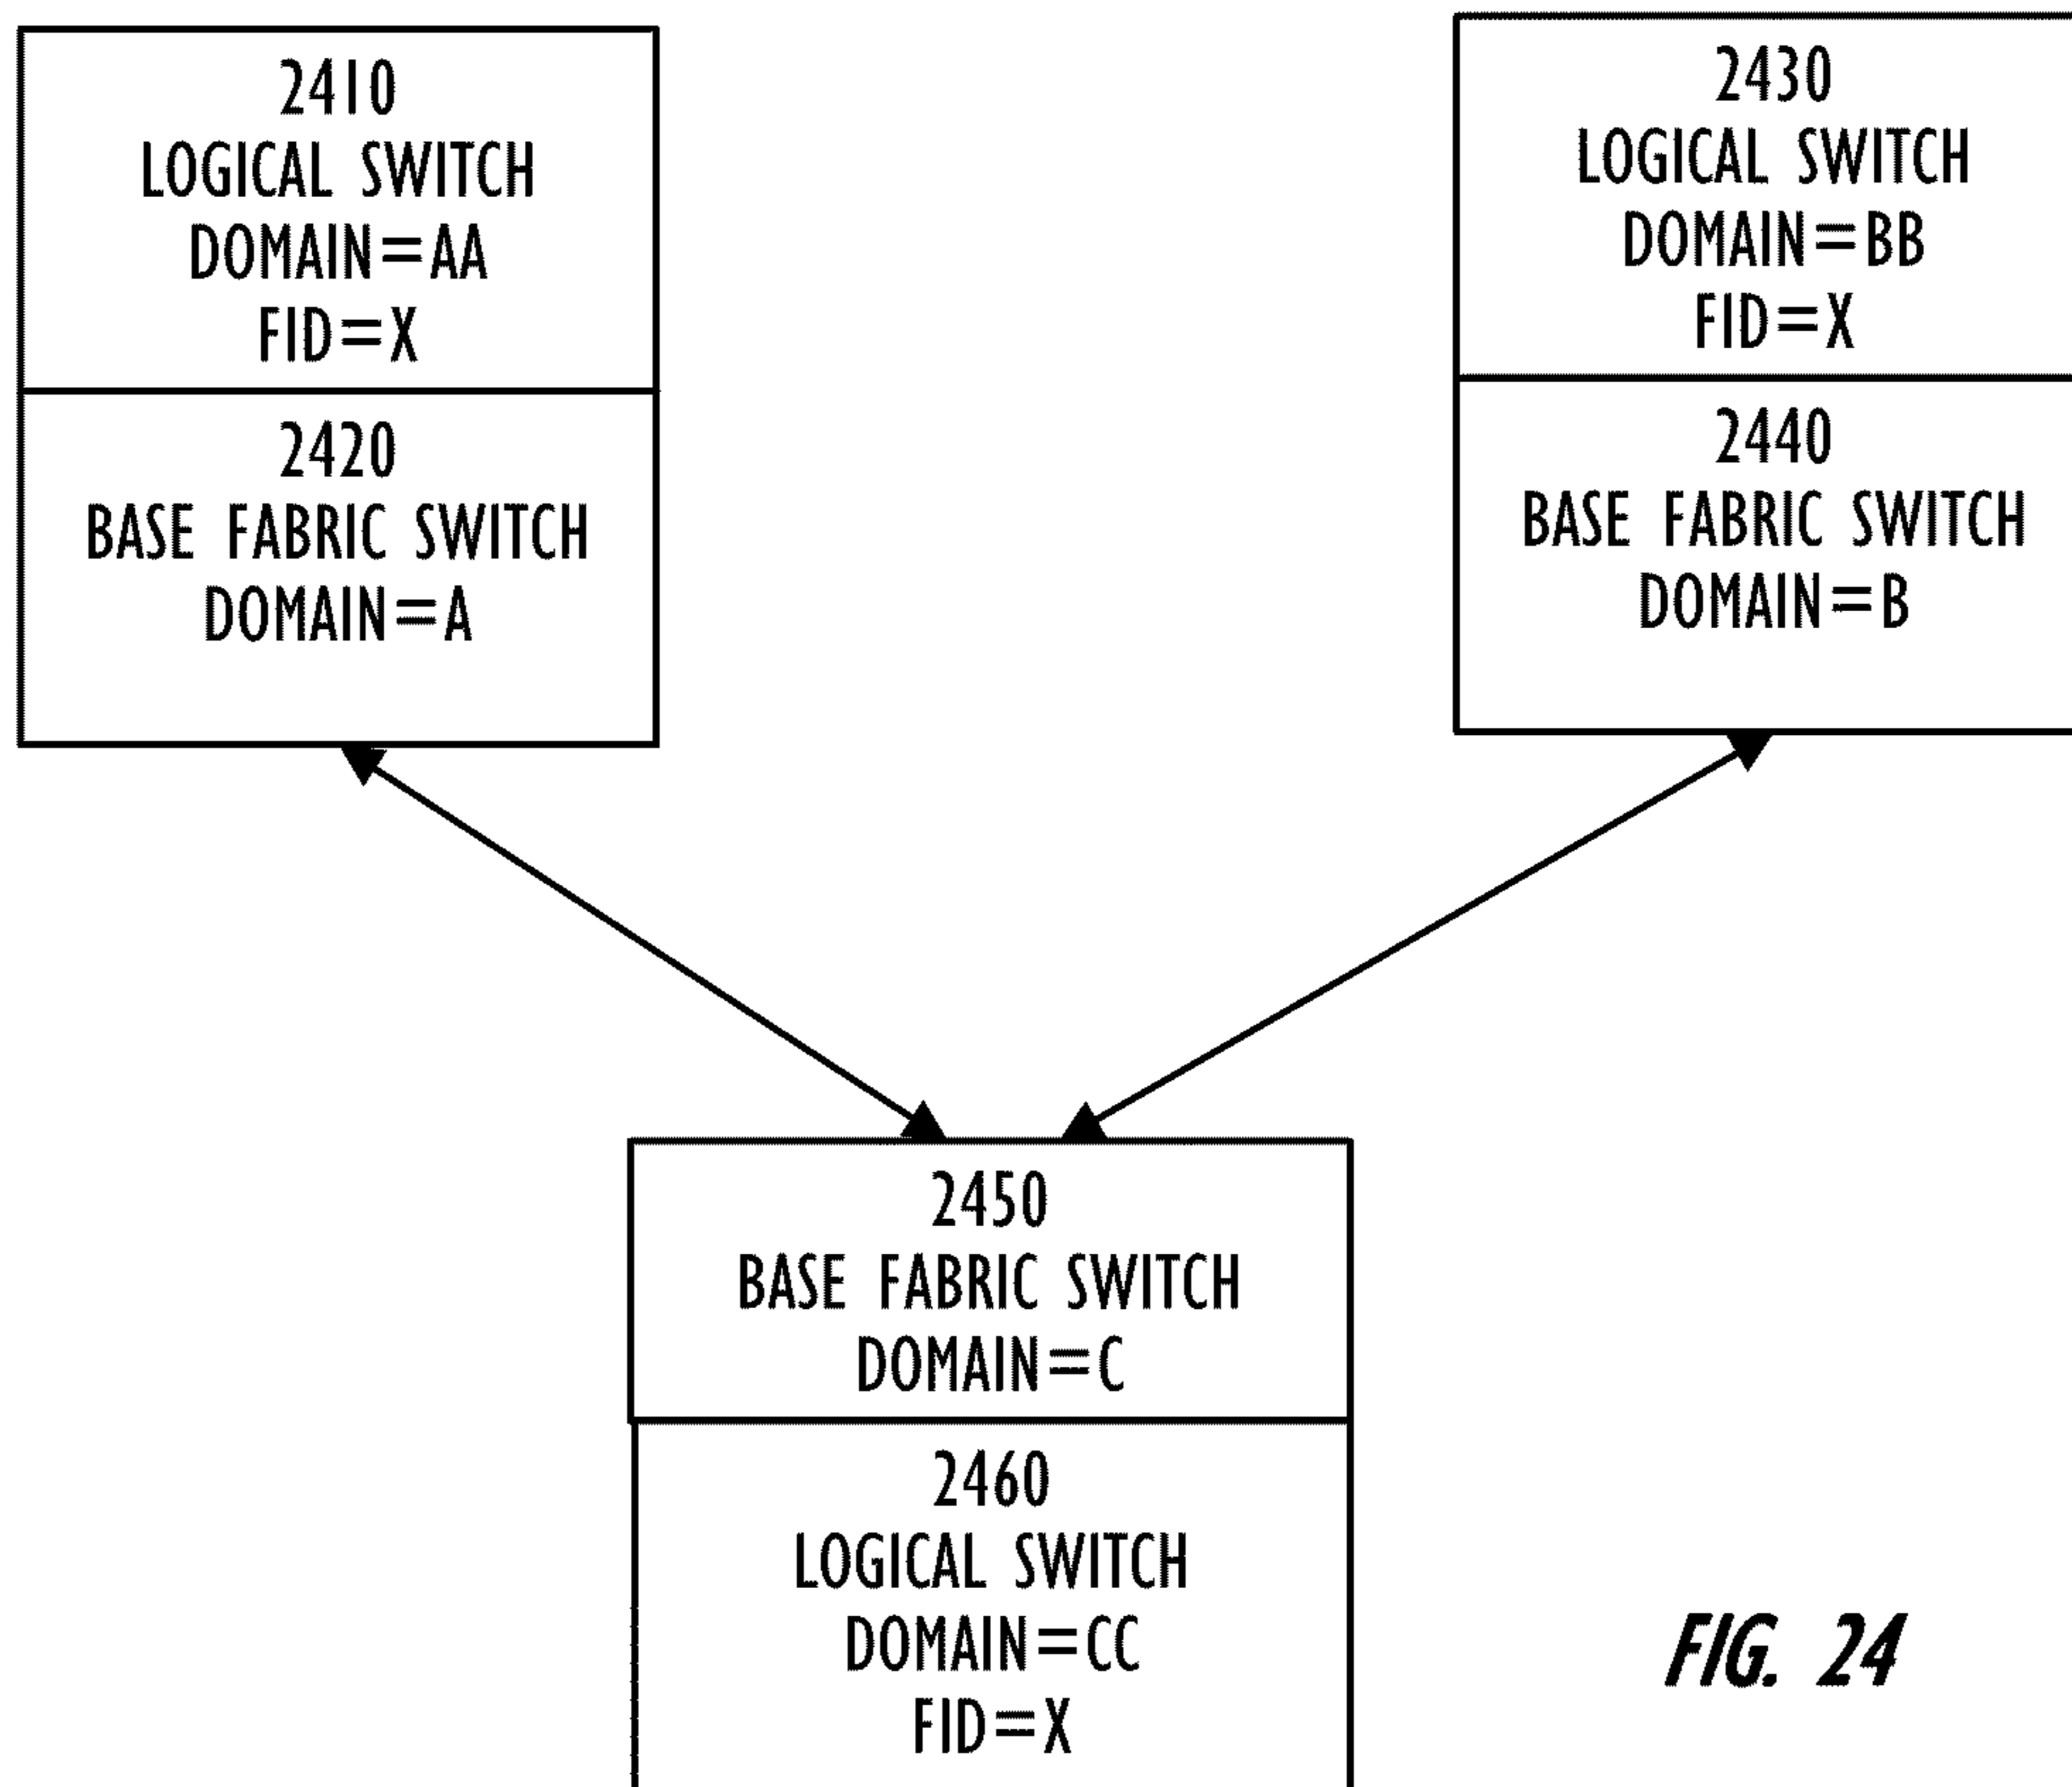 2410
LOGICAL SWITCH
DOMAIN=AA
FID=X
2420
BASE FABRIC SWITCH
DOMAIN=A
2430
LOGICAL SWITCH
DOMAIN=BB
FID=X
2440
BASE FABRIC SWITCH
DOMAIN=B
2450
BASE FABRIC SWITCH
DOMAIN=C
2460
LOGICAL SWITCH
DOMAIN=CC
FID=X
FIG. 24